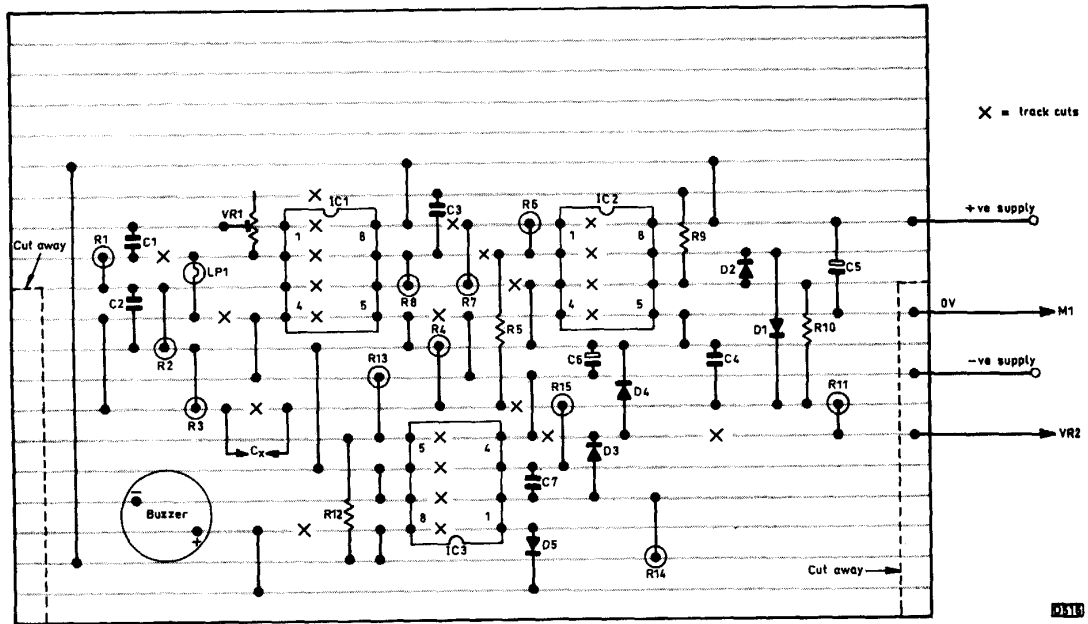 X = track cuts
IC1
IC2
VR1
C3
R6
+ve supply
Cut away
R1
C1
1
8
1
8
R9
LP1
D2
C5
C2
4
5
R8
R7
4
5
0V
M1
R2
R4
R5
D1
R10
C6
C4
-ve supply
R13
R15
D4
R11
R3
Cx
VR2
5
4
D3
C7
–
Buzzer
+
R12
8
1
IC3
D5
R14
Cut away
D516